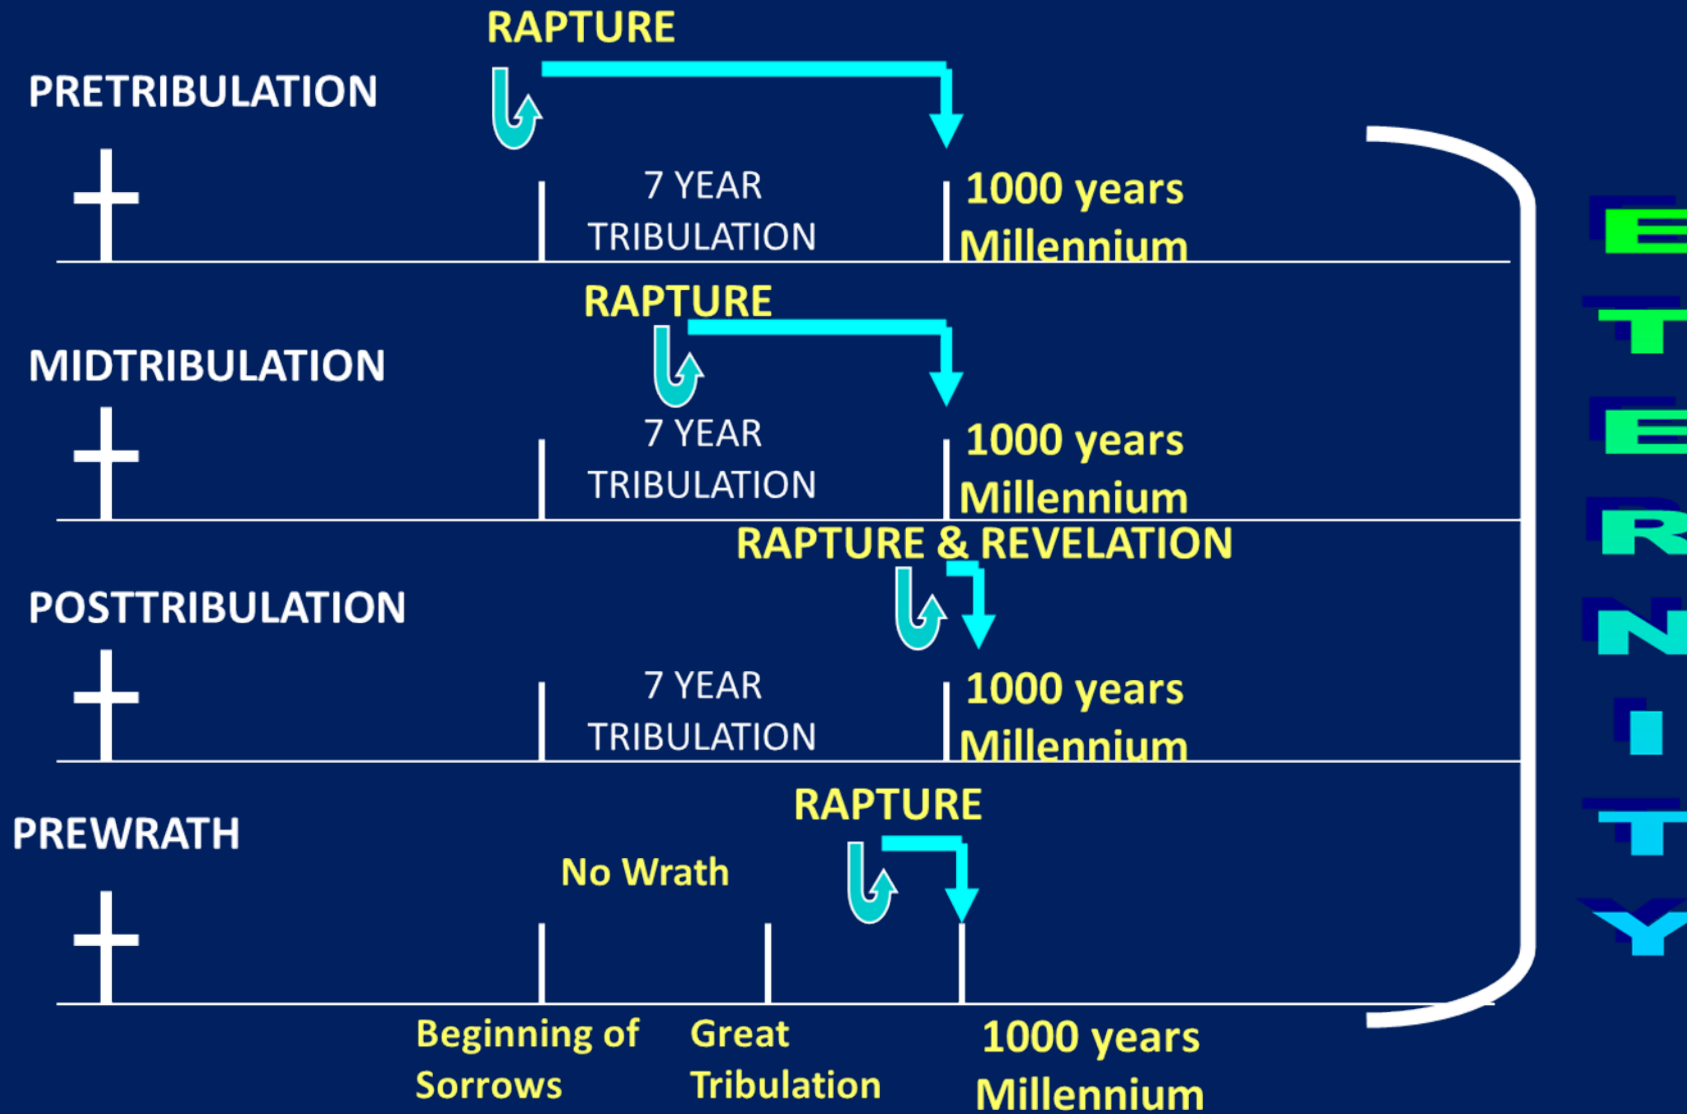 RAPTURE
PRETRIBULATION
7 YEAR
TRIBULATION
1000 years
Millennium
RAPTURE
MIDTRIBULATION
7 YEAR
TRIBULATION
1000 years
Millennium
RAPTURE & REVELATION
POSTTRIBULATION
7 YEAR
TRIBULATION
1000 years
Millennium
RAPTURE
PREWRATH
No Wrath
Beginning of
Sorrows
Great
Tribulation
1000 years
Millennium
ETERNITY